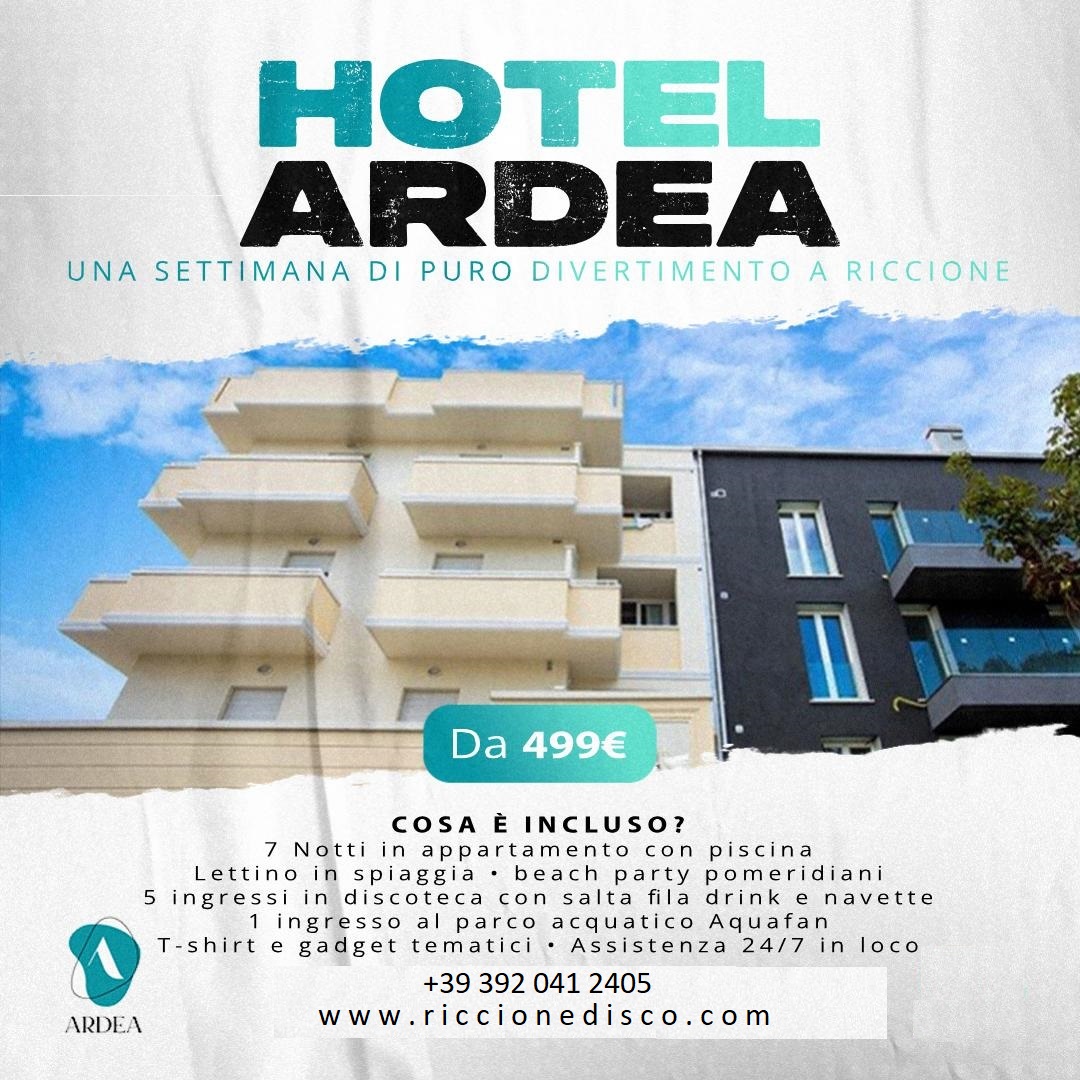 HOTEL
ARDEA
UNA SETTIMANA DI PURO DIVERTIMENTO A RICCIONE
Da 499€
COSA È INCLUSO?
7 Notti in appartamento con piscina
Lettino in spiaggia • beach party pomeridiani
5 ingressi in discoteca con salta fila drink e navette
1 ingresso al parco acquatico Aquafan
T-shirt e gadget tematici • Assistenza 24/7 in loco
+39 392 041 2405
www.riccionedisco.com
ARDEA